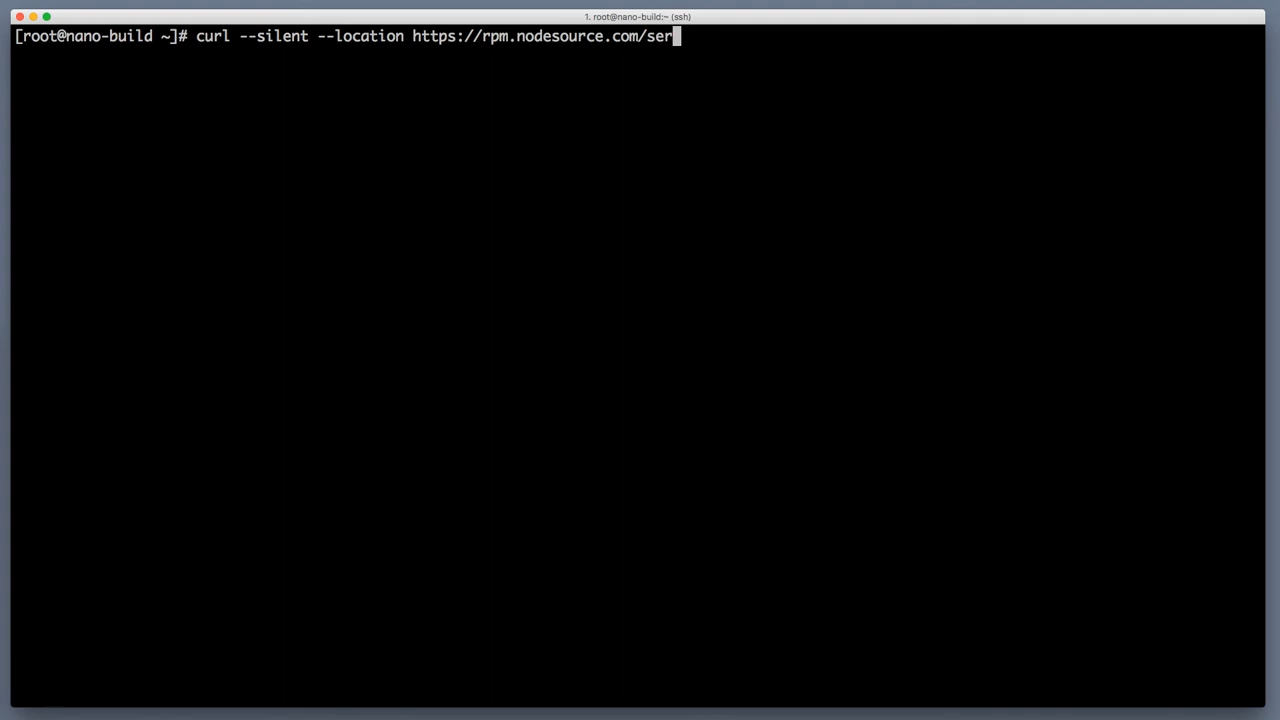 1. root@nano-build:~ (ssh)
[root@nano-build ~]# curl --silent --location https://rpm.nodesource.com/ser